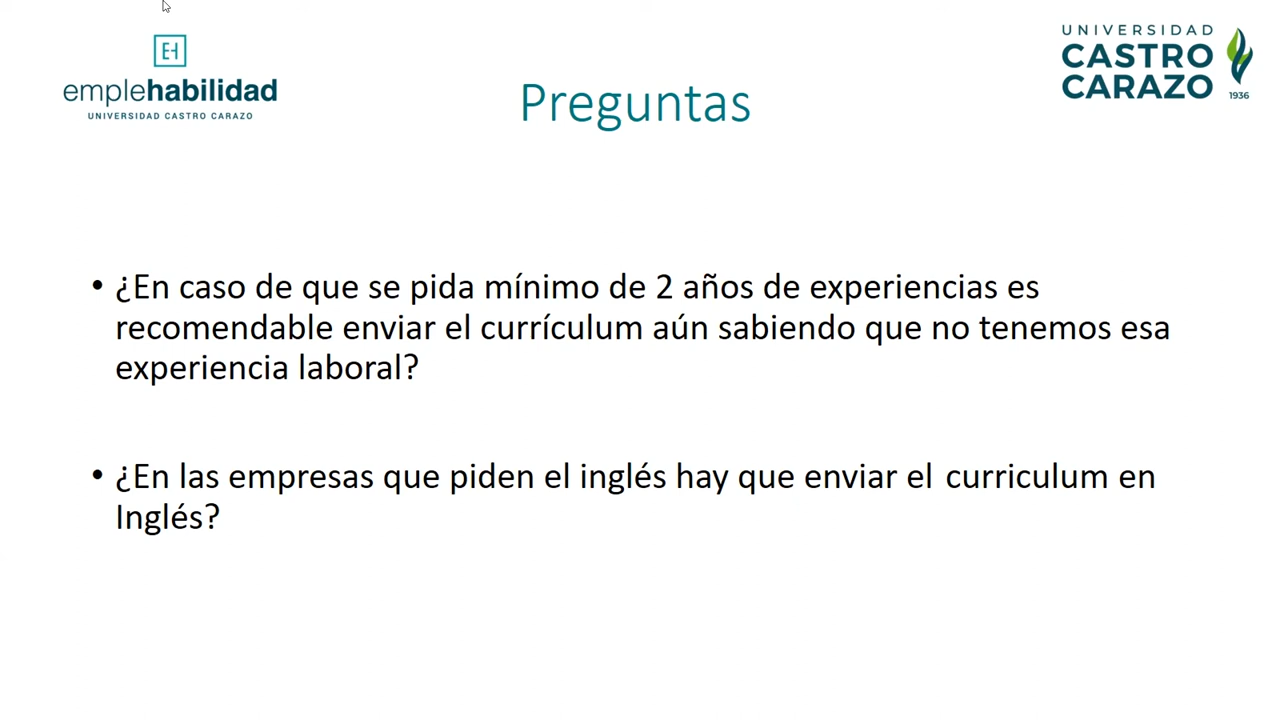 EH
emplehabilidad
UNIVERSIDAD CASTRO CARAZO
UNIVERSIDAD
CASTRO
CARAZO
1936
Preguntas
• ¿En caso de que se pida mínimo de 2 años de experiencias es
recomendable enviar el currículum aún sabiendo que no tenemos esa
experiencia laboral?
• ¿En las empresas que piden el inglés hay que enviar el curriculum en
Inglés?